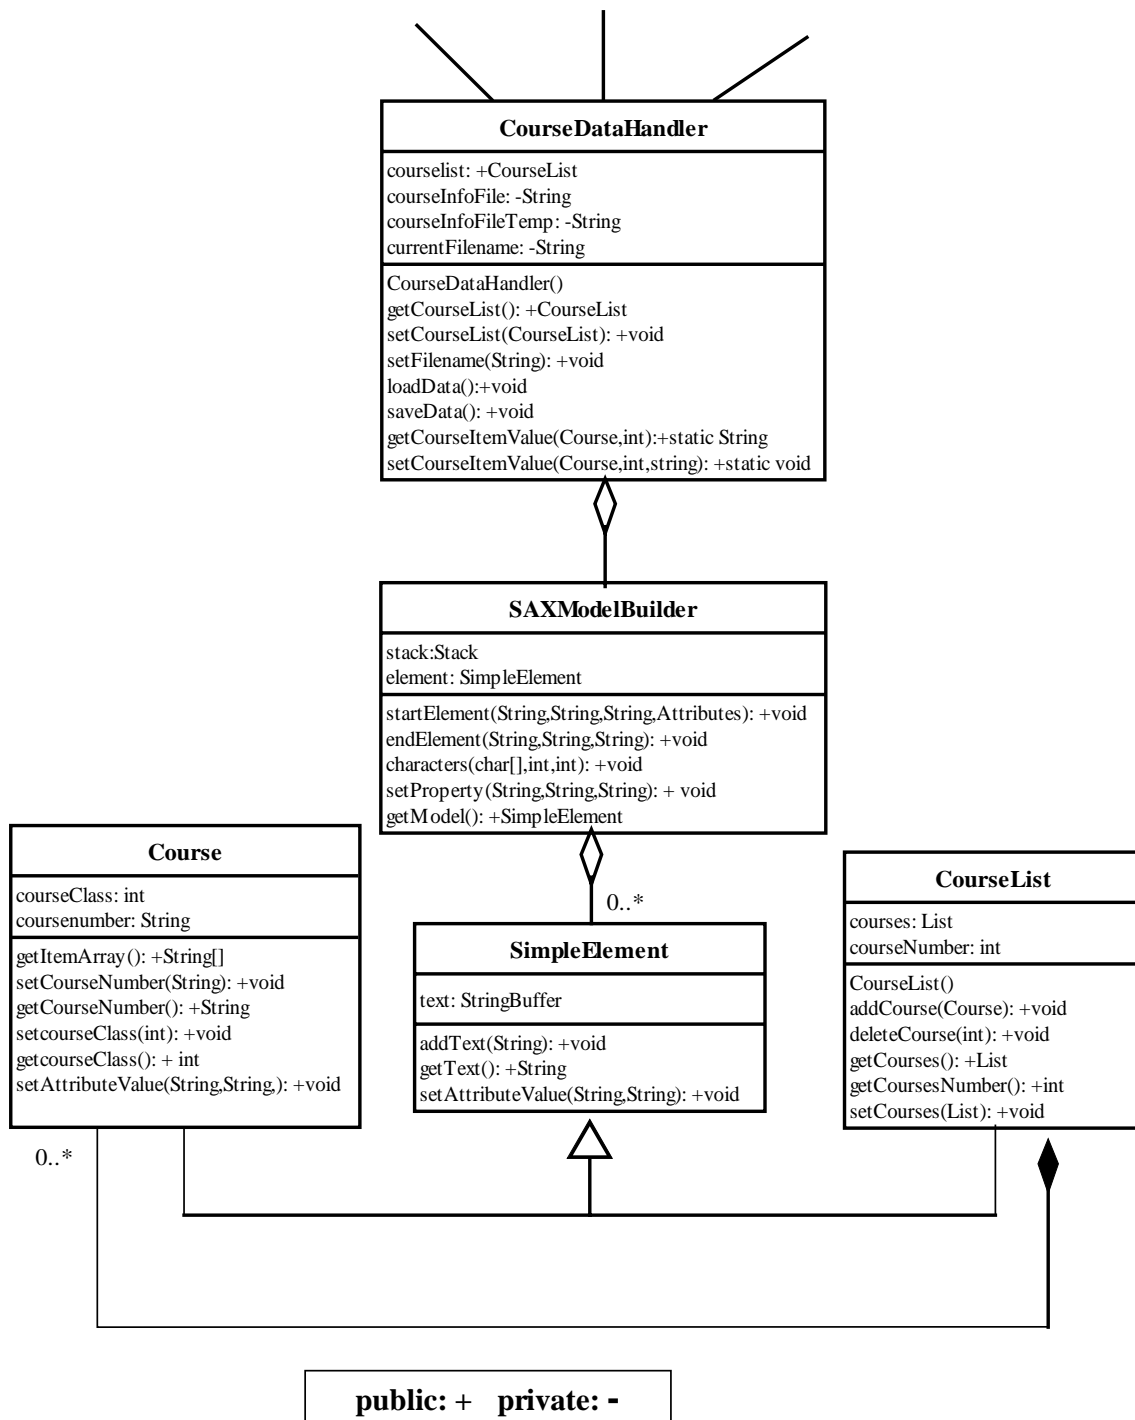 CourseDataHandler
courselist: +CourseList
courseInfoFile: -String
courseInfoFileTemp: -String
currentFilename: -String
CourseDataHandler()
getCourseList(): +CourseList
setCourseList(CourseList): +void
setFilename(String): +void
loadData():+void
saveData(): +void
getCourseItemValue(Course,int):+static String
setCourseItemValue(Course,int,string): +static void
SAXModelBuilder
stack:Stack
element: SimpleElement
startElement(String,String,String,Attributes): +void
endElement(String,String,String): +void
characters(char[],int,int): +void
setProperty(String,String,String): + void
getModel(): +SimpleElement
Course
courseClass: int
coursenumber: String
getItemArray(): +String[]
setCourseNumber(String): +void
getCourseNumber(): +String
setcourseClass(int): +void
getcourseClass(): + int
setAttributeValue(String,String,): +void
0..*
0..*
SimpleElement
text: StringBuffer
addText(String): +void
getText(): +String
setAttributeValue(String,String): +void
CourseList
courses: List
courseNumber: int
CourseList()
addCourse(Course): +void
deleteCourse(int): +void
getCourses(): +List
getCoursesNumber(): +int
setCourses(List): +void
public: + private: -